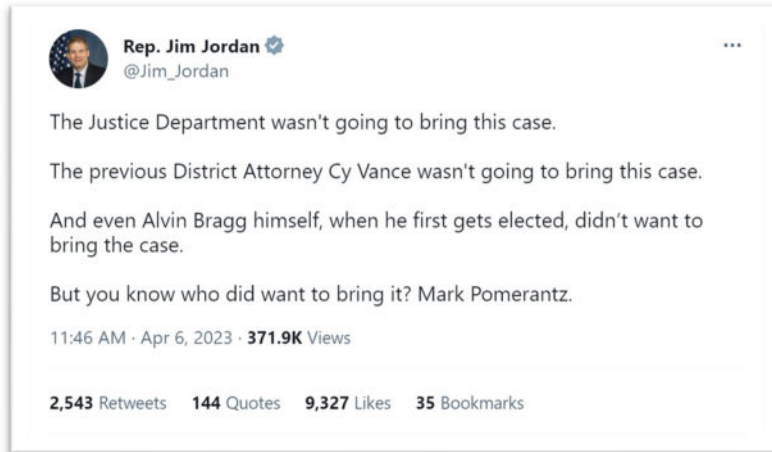 Rep. Jim Jordan
@Jim_Jordan
The Justice Department wasn't going to bring this case.
The previous District Attorney Cy Vance wasn't going to bring this case.
And even Alvin Bragg himself, when he first gets elected, didn’t want to
bring the case.
But you know who did want to bring it? Mark Pomerantz.
11:46 AM · Apr 6, 2023 · 371.9K Views
2,543 Retweets 144 Quotes 9,327 Likes 35 Bookmarks